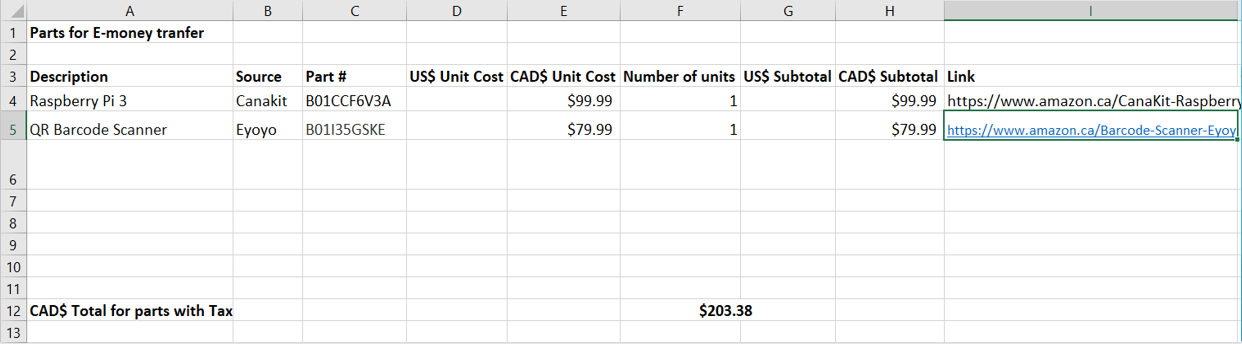 A B C D E F G H I
1 Parts for E-money tranfer
2
3 Description Source Part # US$ Unit Cost CAD$ Unit Cost Number of units US$ Subtotal CAD$ Subtotal Link
4 Raspberry Pi 3 Canakit B01CCF6V3A $99.99 1 $99.99 https://www.amazon.ca/CanaKit-Raspberry
5 QR Barcode Scanner Eyoyo B01I35GSKE $79.99 1 $79.99 https://www.amazon.ca/Barcode-Scanner-Eyoy
6
7
8
9
10
11
12 CAD$ Total for parts with Tax $203.38
13